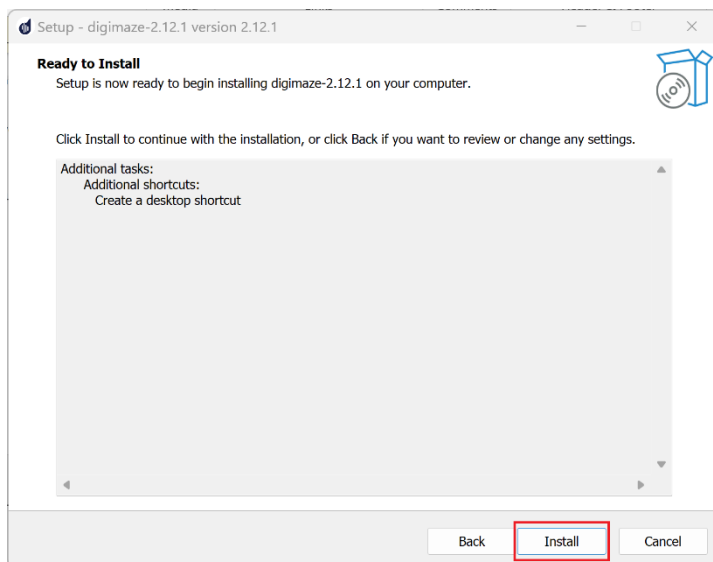 Setup - digimaze-2.12.1 version 2.12.1
Ready to Install
Setup is now ready to begin installing digimaze-2.12.1 on your computer.
Click Install to continue with the installation, or click Back if you want to review or change any settings.
Additional tasks:
Additional shortcuts:
Create a desktop shortcut
Back
Install
Cancel